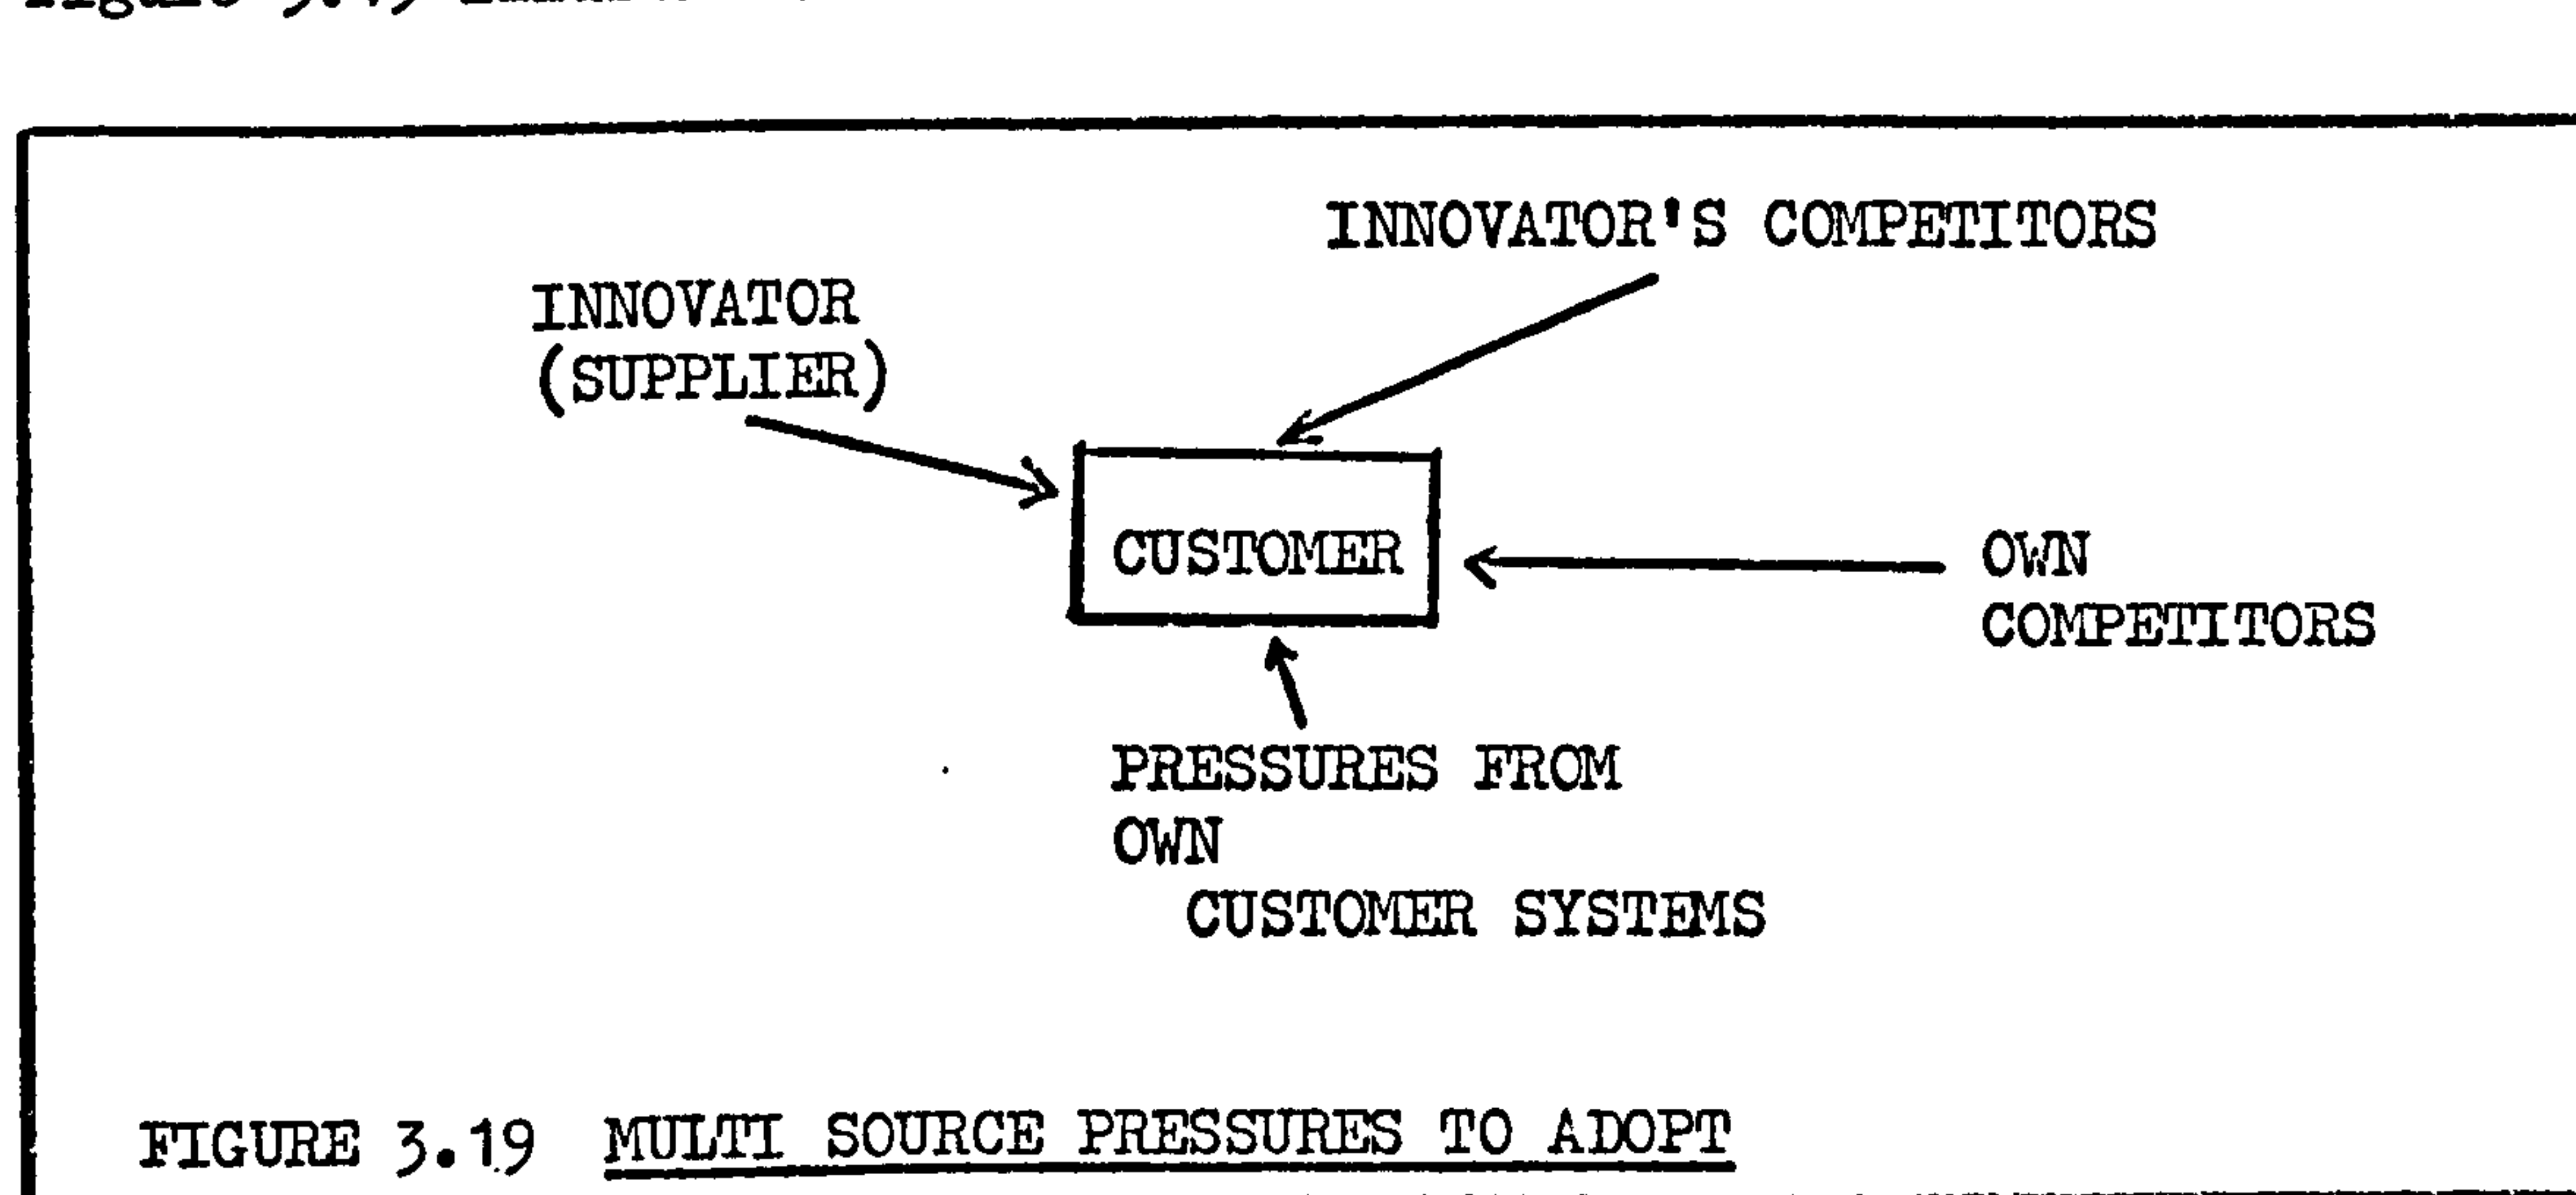 INNOVATOR'S COMPETITORS
INNOVATOR
(SUPPLIER)
CUSTOMER
OWN
COMPETITORS
PRESSURES FROM
OWN
CUSTOMER SYSTEMS
FIGURE 3.19 MULTI SOURCE PRESSURES TO ADOPT